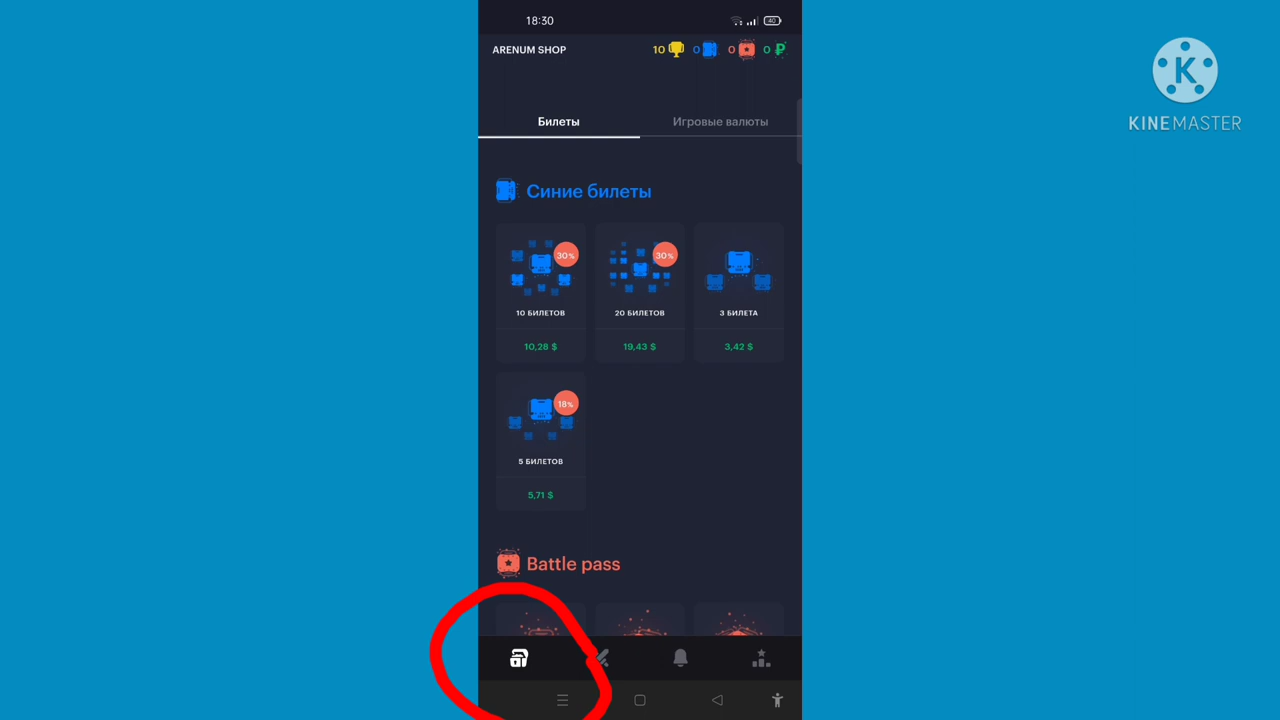 18:30
40
ARENUM SHOP
10 0 0 0 ₽
KINEMASTER
Билеты Игровые валюты
Синие билеты
30% 30%
10 БИЛЕТОВ 20 БИЛЕТОВ 3 БИЛЕТА
10,28 $ 19,43 $ 3,42 $
18%
5 БИЛЕТОВ
5,71 $
Battle pass